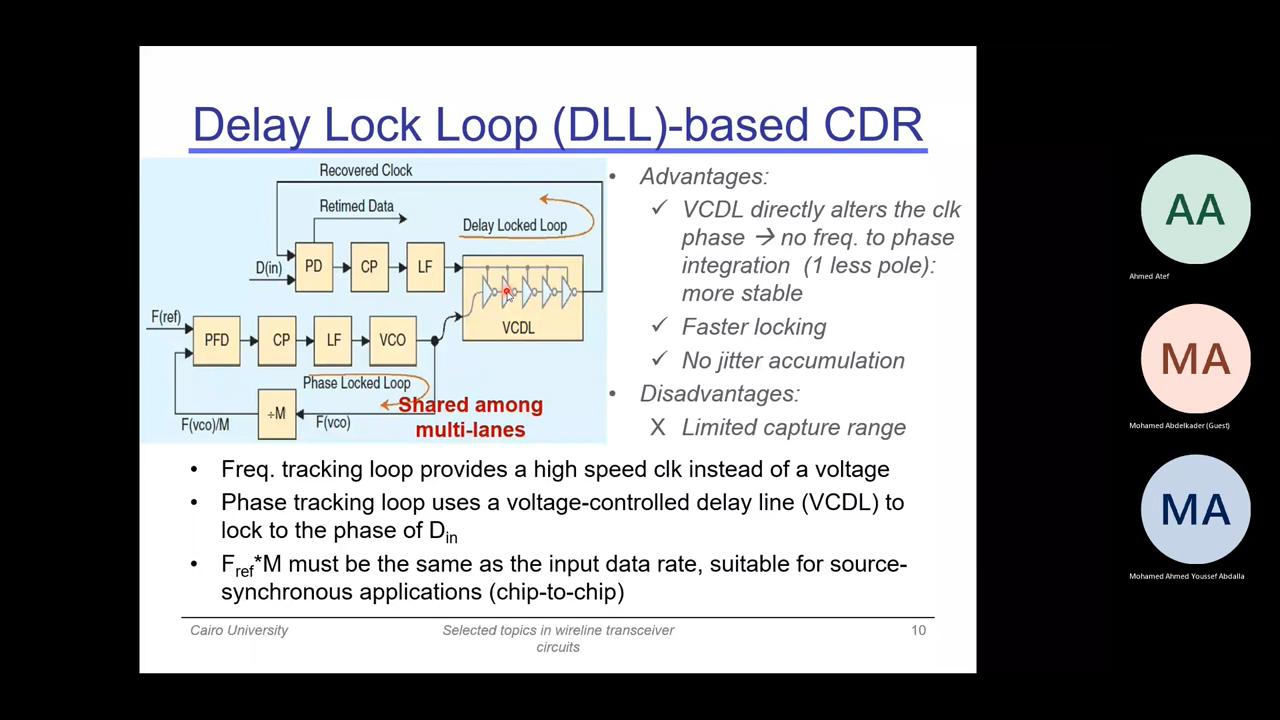 Delay Lock Loop (DLL)-based CDR
Recovered Clock
Retimed Data
Delay Locked Loop
D(in)
PD
CP
LF
VCDL
F(ref)
PFD
CP
LF
VCO
Phase Locked Loop
÷M
F(vco)/M
F(vco)
Shared among
multi-lanes
• Advantages:
✓ VCDL directly alters the clk
phase → no freq. to phase
integration (1 less pole):
more stable
✓ Faster locking
✓ No jitter accumulation
• Disadvantages:
X Limited capture range
• Freq. tracking loop provides a high speed clk instead of a voltage
• Phase tracking loop uses a voltage-controlled delay line (VCDL) to
lock to the phase of Din
• Fref*M must be the same as the input data rate, suitable for source-
synchronous applications (chip-to-chip)
Cairo University
Selected topics in wireline transceiver
circuits
10
AA
Ahmed Atef
MA
Mohamed Abdelkader (Guest)
MA
Mohamed Ahmed Youssef Abdalla